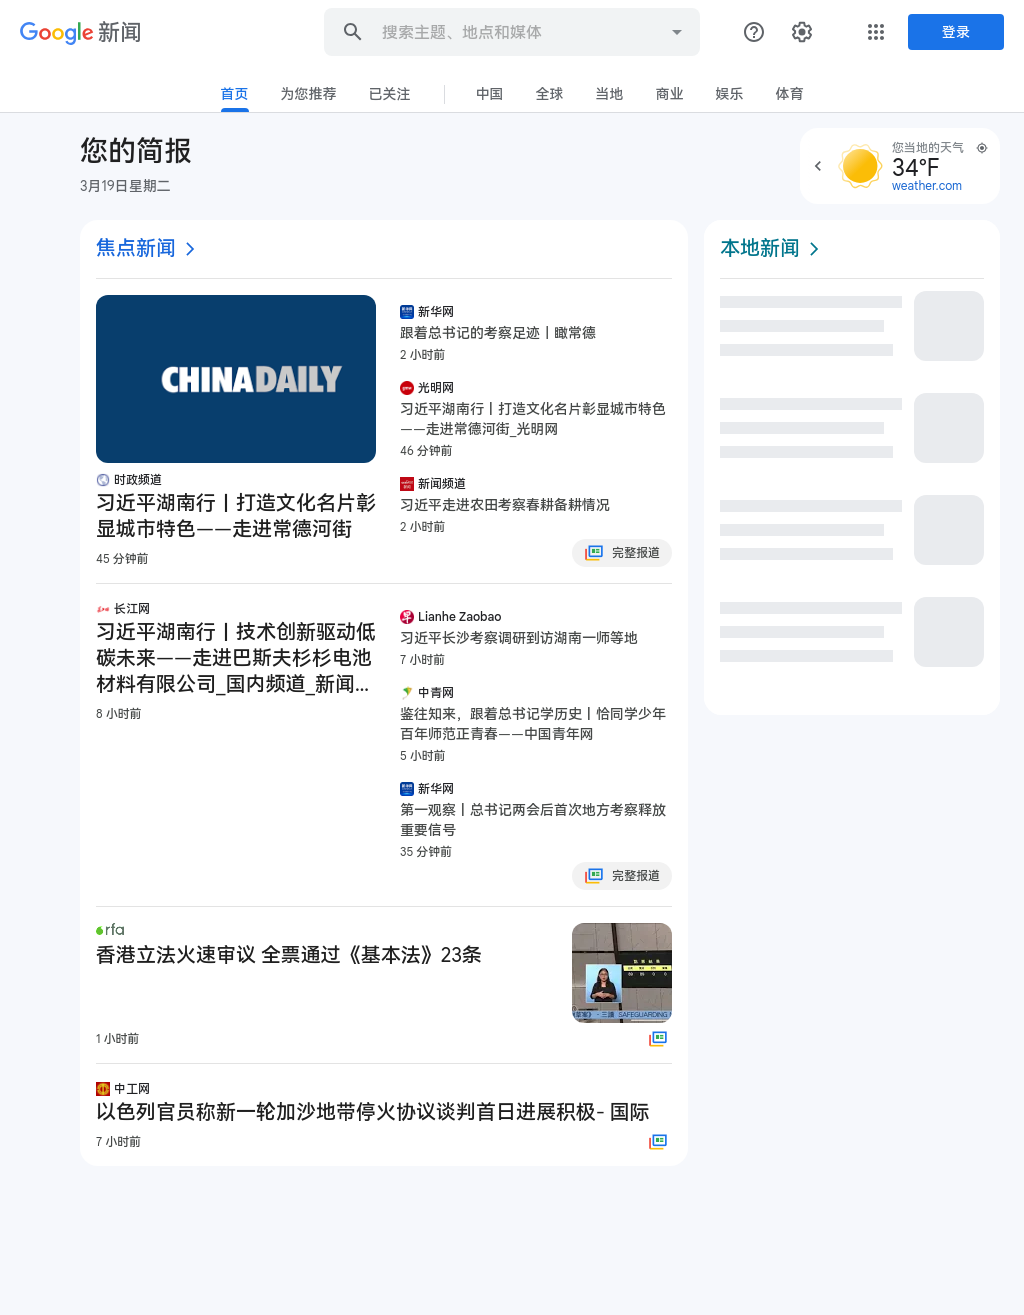 Google 新闻
搜索主题、地点和媒体
登录
首页
为您推荐
已关注
中国
全球
当地
商业
娱乐
体育
您的简报
3月19日星期二
您当地的天气
34°F
weather.com
焦点新闻
CHINADAILY
时政频道
习近平湖南行丨打造文化名片彰
显城市特色——走进常德河街
45 分钟前
新华网
跟着总书记的考察足迹丨瞰常德
2 小时前
光明网
习近平湖南行丨打造文化名片彰显城市特色
——走进常德河街_光明网
46 分钟前
新闻频道
习近平走进农田考察春耕备耕情况
2 小时前
完整报道
长江网
习近平湖南行丨技术创新驱动低
碳未来——走进巴斯夫杉杉电池
材料有限公司_国内频道_新闻...
8 小时前
Lianhe Zaobao
习近平长沙考察调研到访湖南一师等地
7 小时前
中青网
鉴往知来，跟着总书记学历史丨恰同学少年
百年师范正青春——中国青年网
5 小时前
新华网
第一观察丨总书记两会后首次地方考察释放
重要信号
35 分钟前
完整报道
rfa
香港立法火速审议 全票通过《基本法》23条
1 小时前
SAFEGUARDING
中工网
以色列官员称新一轮加沙地带停火协议谈判首日进展积极- 国际
7 小时前
本地新闻